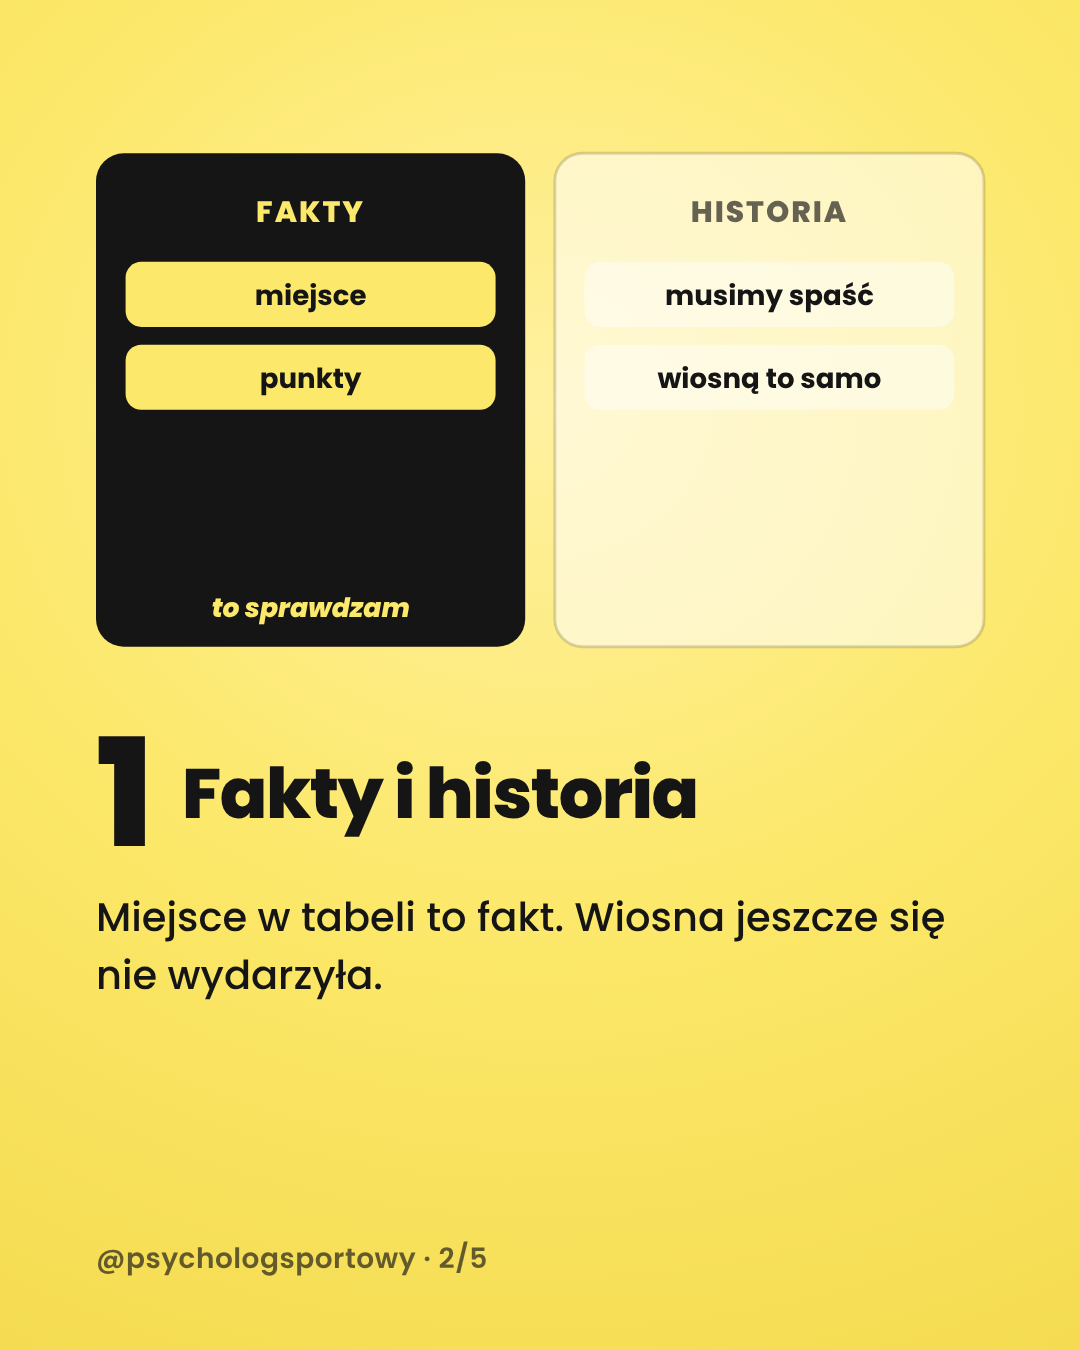 FAKTY
miejsce
punkty
to sprawdzam
HISTORIA
musimy spaść
wiosną to samo
1 Fakty i historia
Miejsce w tabeli to fakt. Wiosna jeszcze się
nie wydarzyła.
@psychologsportowy · 2/5